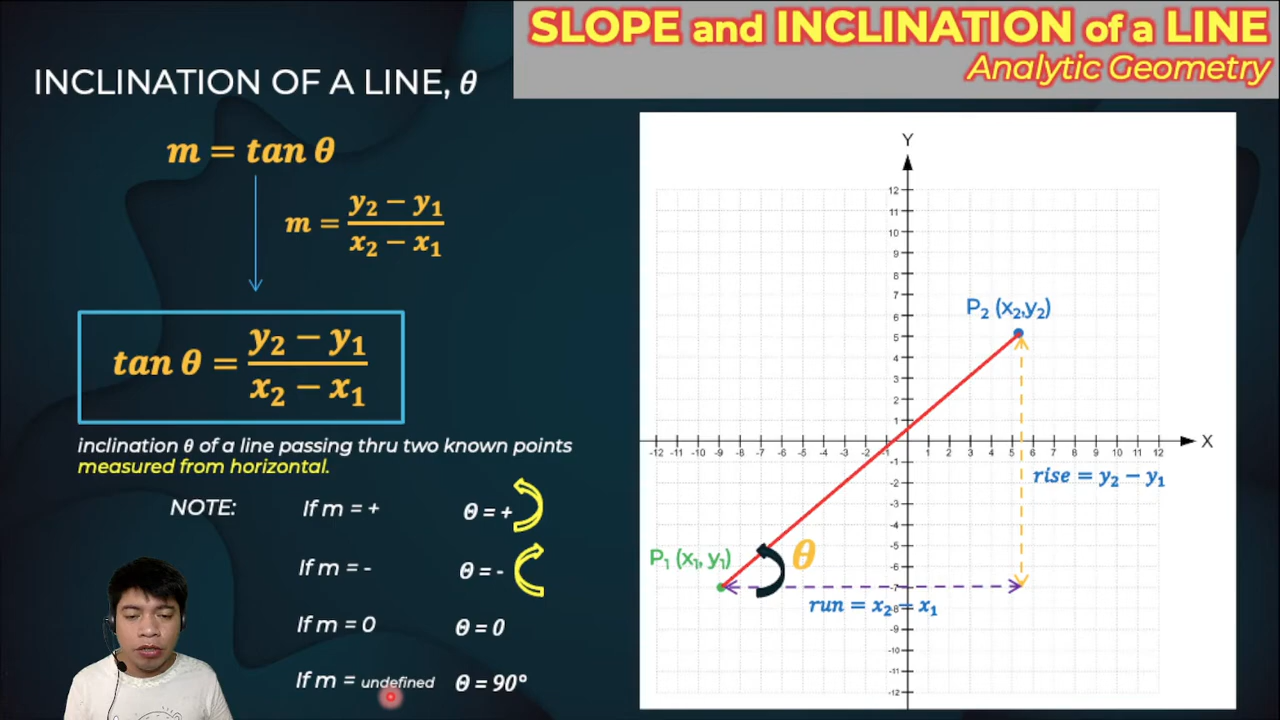 SLOPE and INCLINATION of a LINE
Analytic Geometry
INCLINATION OF A LINE, θ
m = tan θ
m = (y₂ − y₁)/(x₂ − x₁)
tan θ = (y₂ − y₁)/(x₂ − x₁)
inclination θ of a line passing thru two known points
measured from horizontal.
NOTE: If m = + θ = +
If m = - θ = -
If m = 0 θ = 0
If m = undefined θ = 90°
Y
12
11
10
9
8
7
6
5
4
3
2
1
P₂ (x₂,y₂)
-12 -11 -10 -9 -8 -7 -6 -5 -4 -3 -2 -1 1 2 3 4 5 6 7 8 9 10 11 12 X
-1
-2
-3
-4
-5
-6
-7
-8
-9
-10
-11
-12
rise = y₂ − y₁
P₁ (x₁, y₁)
θ
run = x₂ − x₁